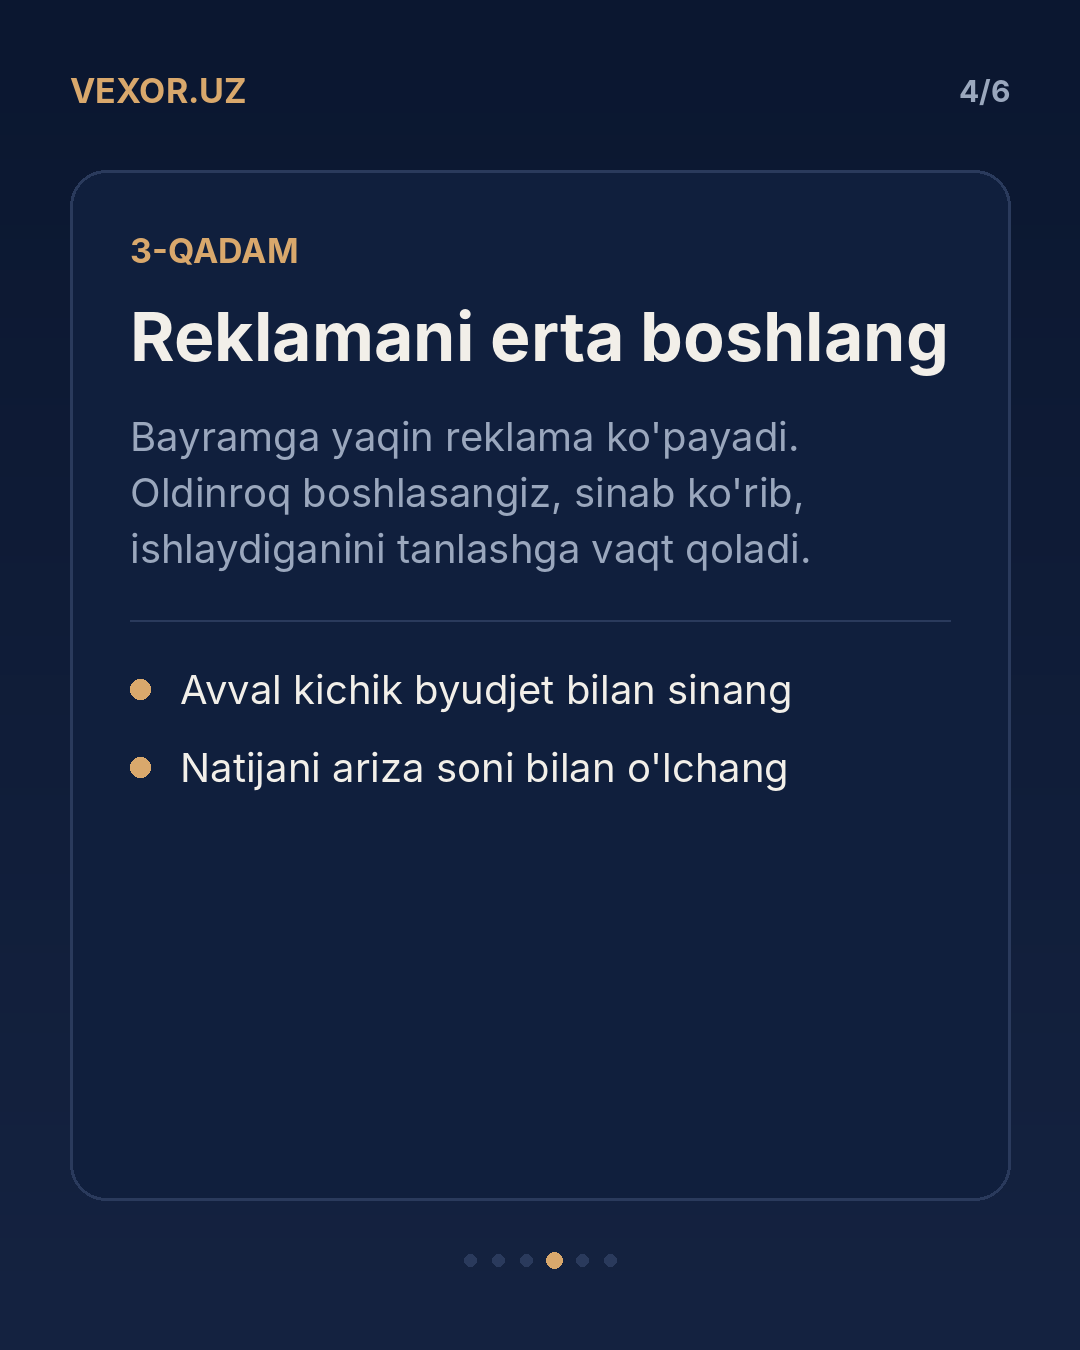 VEXOR.UZ
4/6
3-QADAM
Reklamani erta boshlang
Bayramga yaqin reklama ko'payadi.
Oldinroq boshlasangiz, sinab ko'rib,
ishlaydiganini tanlashga vaqt qoladi.
Avval kichik byudjet bilan sinang
Natijani ariza soni bilan o'lchang